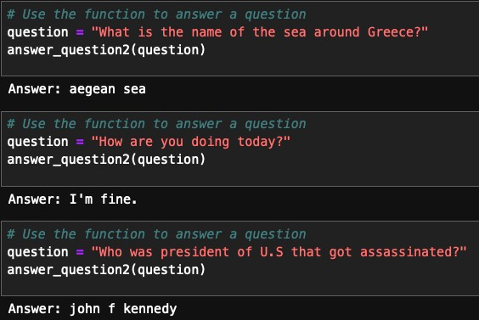 # Use the function to answer a question
question = "What is the name of the sea around Greece?"
answer_question2(question)
Answer: aegean sea
# Use the function to answer a question
question = "How are you doing today?"
answer_question2(question)
Answer: I'm fine.
# Use the function to answer a question
question = "Who was president of U.S that got assassinated?"
answer_question2(question)
Answer: john f kennedy